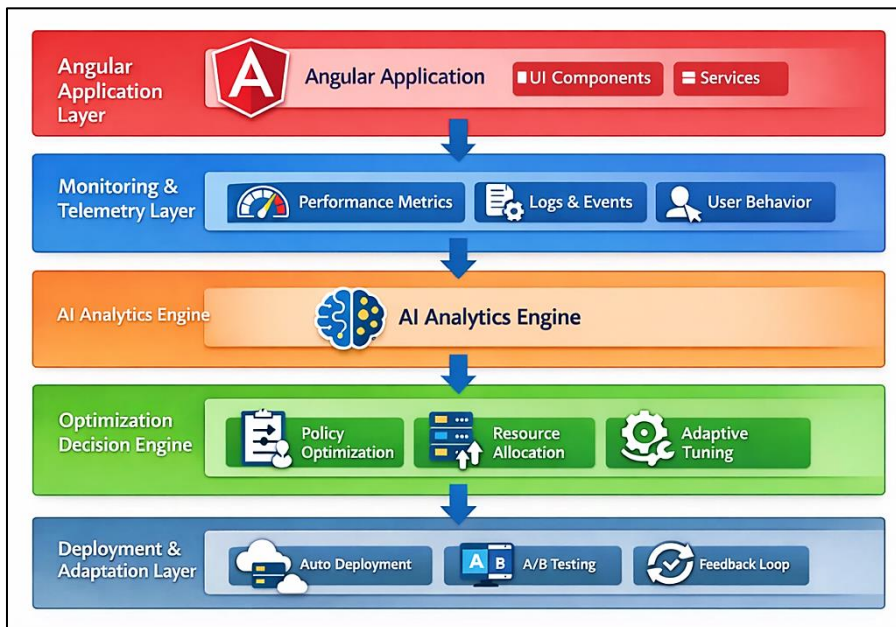 Angular
Application
Layer
A
Angular Application
UI Components
Services
Monitoring &
Telemetry Layer
Performance Metrics
Logs & Events
User Behavior
AI Analytics Engine
AI Analytics Engine
Optimization
Decision Engine
Policy
Optimization
Resource
Allocation
Adaptive
Tuning
Deployment &
Adaptation Layer
Auto Deployment
A B
A/B Testing
Feedback Loop